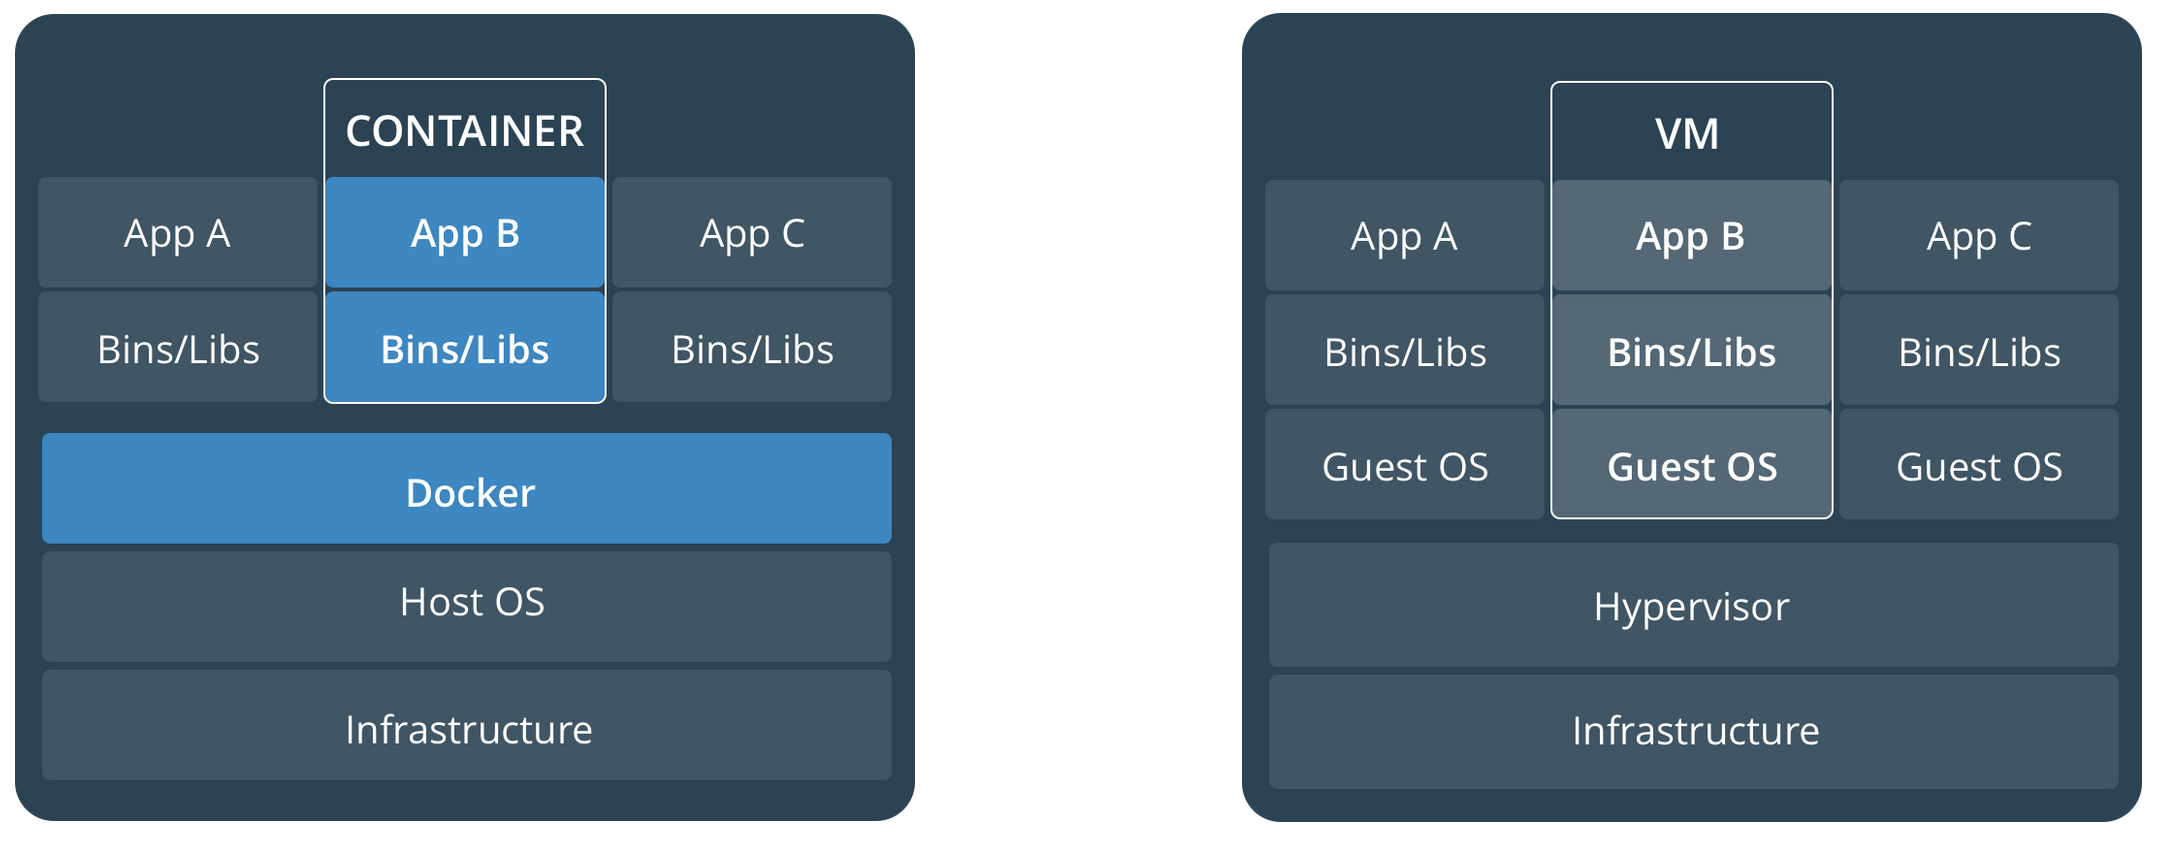 CONTAINER
App A
App B
App C
Bins/Libs
Bins/Libs
Bins/Libs
Docker
Host OS
Infrastructure
VM
App A
App B
App C
Bins/Libs
Bins/Libs
Bins/Libs
Guest OS
Guest OS
Guest OS
Hypervisor
Infrastructure